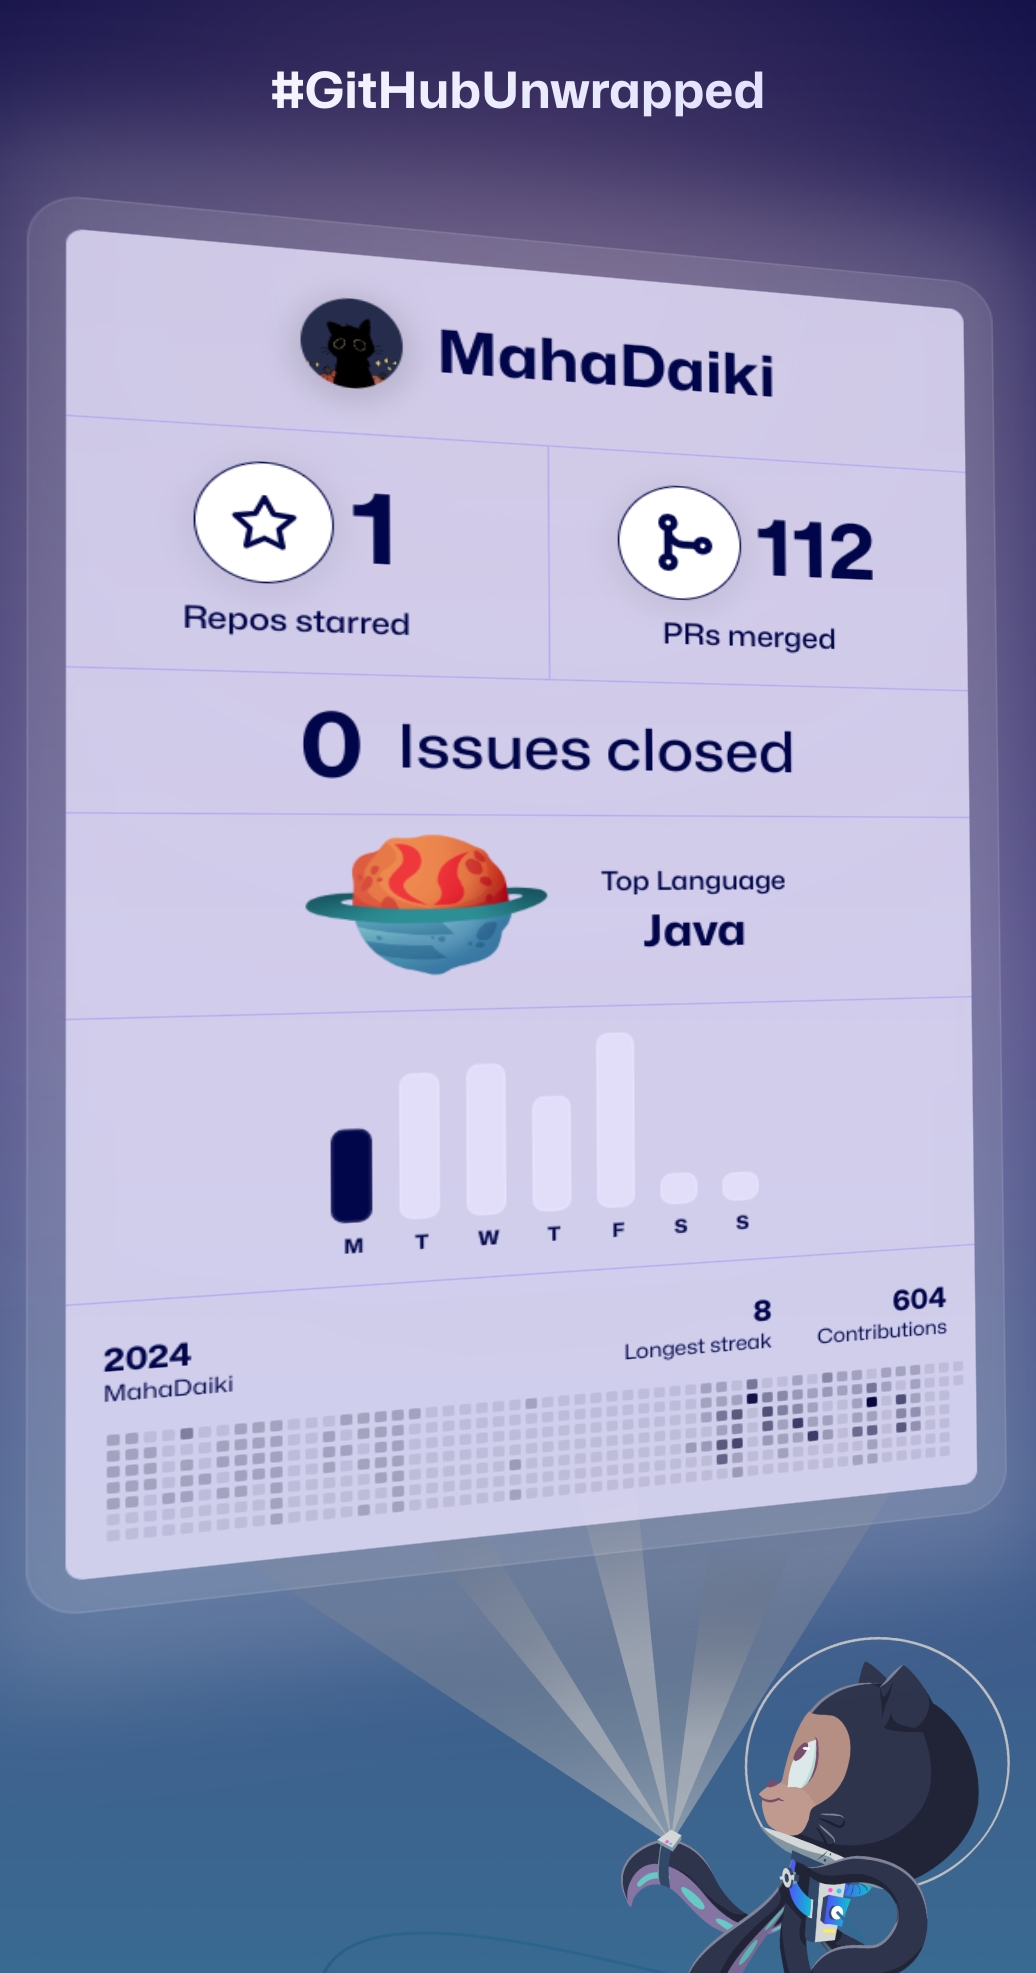 #GitHubUnwrapped
MahaDaiki
1
Repos starred
112
PRs merged
0 Issues closed
Top Language
Java
M T W T F S S
2024
MahaDaiki
8
Longest streak
604
Contributions